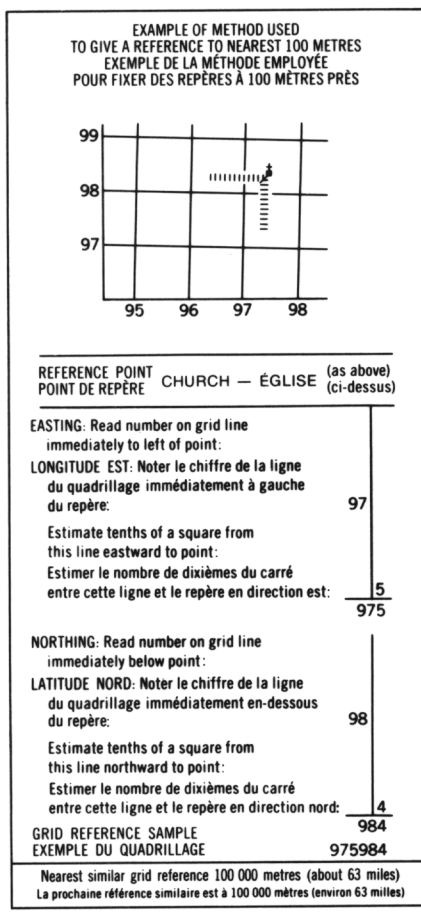 EXAMPLE OF METHOD USED
TO GIVE A REFERENCE TO NEAREST 100 METRES
EXEMPLE DE LA MÉTHODE EMPLOYÉE
POUR FIXER DES REPÈRES À 100 MÈTRES PRÈS
99
98
97
95 96 97 98
REFERENCE POINT
POINT DE REPÈRE CHURCH — ÉGLISE (as above)
(ci-dessus)
EASTING: Read number on grid line
immediately to left of point:
LONGITUDE EST: Noter le chiffre de la ligne
du quadrillage immédiatement à gauche
du repère: 97
Estimate tenths of a square from
this line eastward to point:
Estimer le nombre de dixièmes du carré
entre cette ligne et le repère en direction est: 5
975
NORTHING: Read number on grid line
immediately below point:
LATITUDE NORD: Noter le chiffre de la ligne
du quadrillage immédiatement en-dessous
du repère: 98
Estimate tenths of a square from
this line northward to point:
Estimer le nombre de dixièmes du carré
entre cette ligne et le repère en direction nord: 4
984
GRID REFERENCE SAMPLE
EXEMPLE DU QUADRILLAGE 975984
Nearest similar grid reference 100 000 metres (about 63 miles)
La prochaine référence similaire est à 100 000 mètres (environ 63 milles)